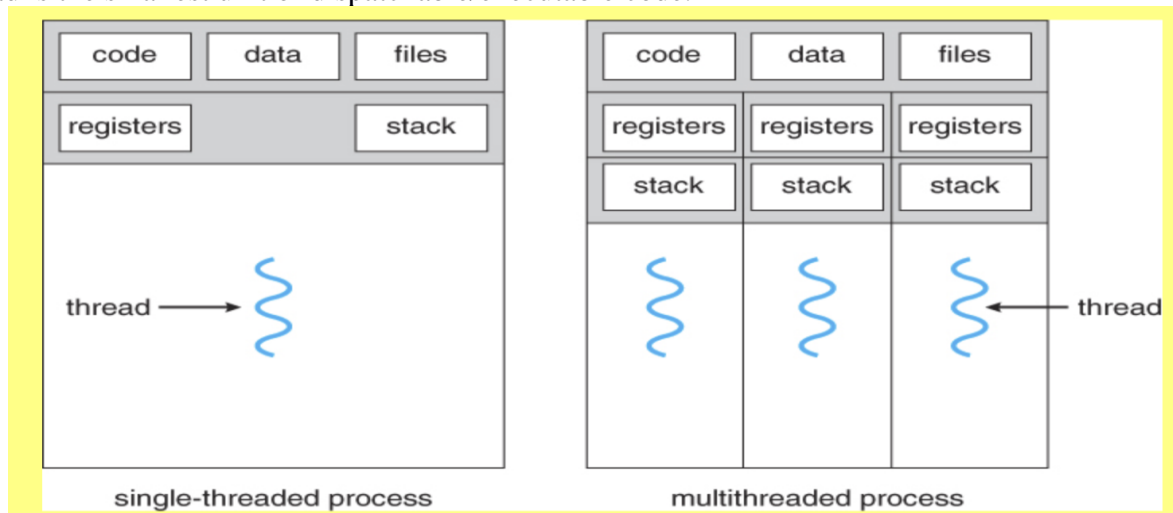 code data files code data files
registers stack registers registers registers
stack stack stack
thread thread
single-threaded process multithreaded process